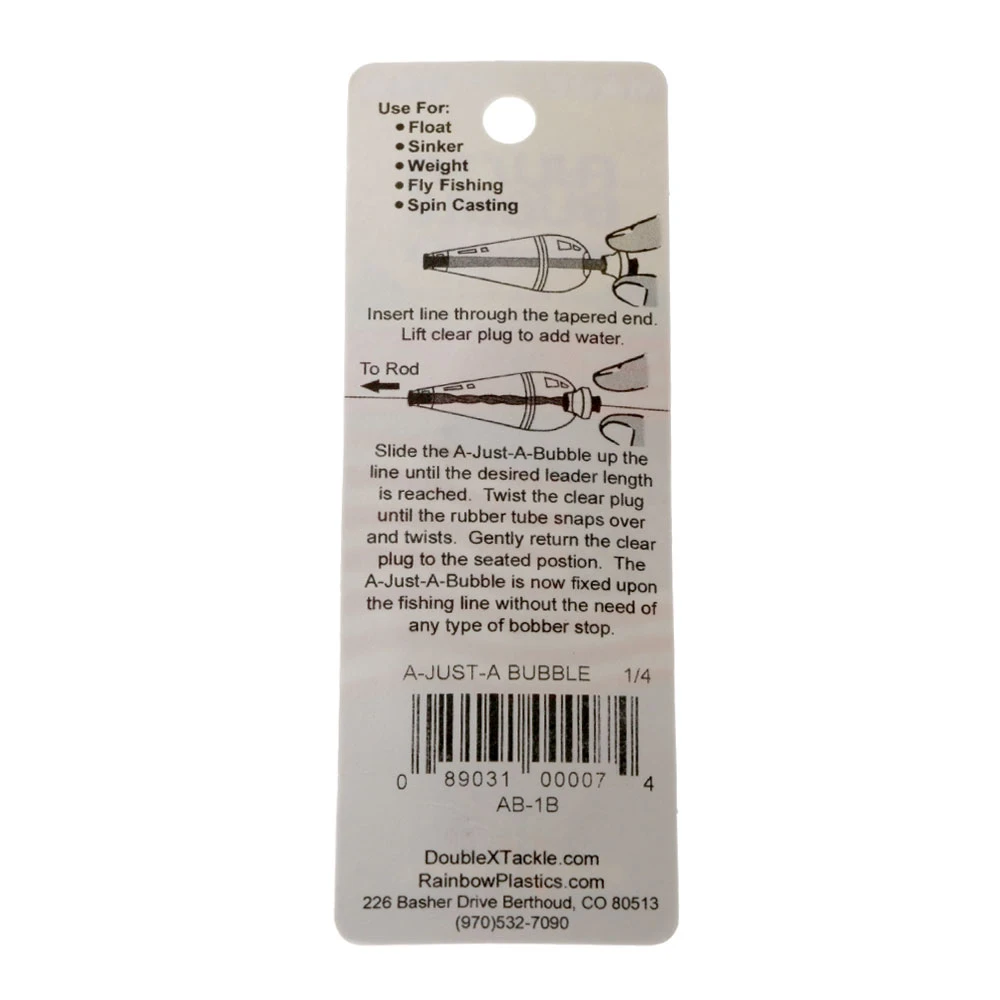 Use For:
• Float
• Sinker
• Weight
• Fly Fishing
• Spin Casting
Insert line through the tapered end.
Lift clear plug to add water.
To Rod
Slide the A-Just-A-Bubble up the
line until the desired leader length
is reached. Twist the clear plug
until the rubber tube snaps over
and twists. Gently return the clear
plug to the seated postion. The
A-Just-A-Bubble is now fixed upon
the fishing line without the need of
any type of bobber stop.
A-JUST-A BUBBLE 1/4
0 89031 00007 4
AB-1B
DoubleXTackle.com
RainbowPlastics.com
226 Basher Drive Berthoud, CO 80513
(970)532-7090